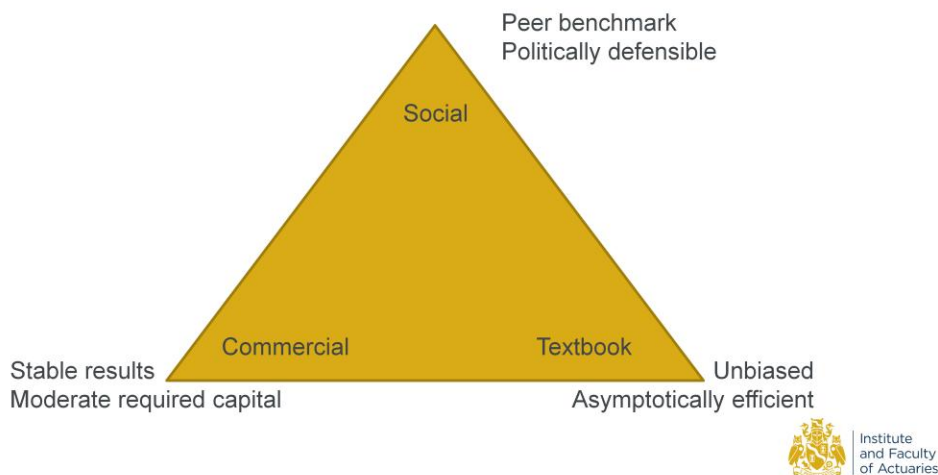 Peer benchmark
Politically defensible
Social
Commercial
Textbook
Stable results
Moderate required capital
Unbiased
Asymptotically efficient
Institute
and Faculty
of Actuaries